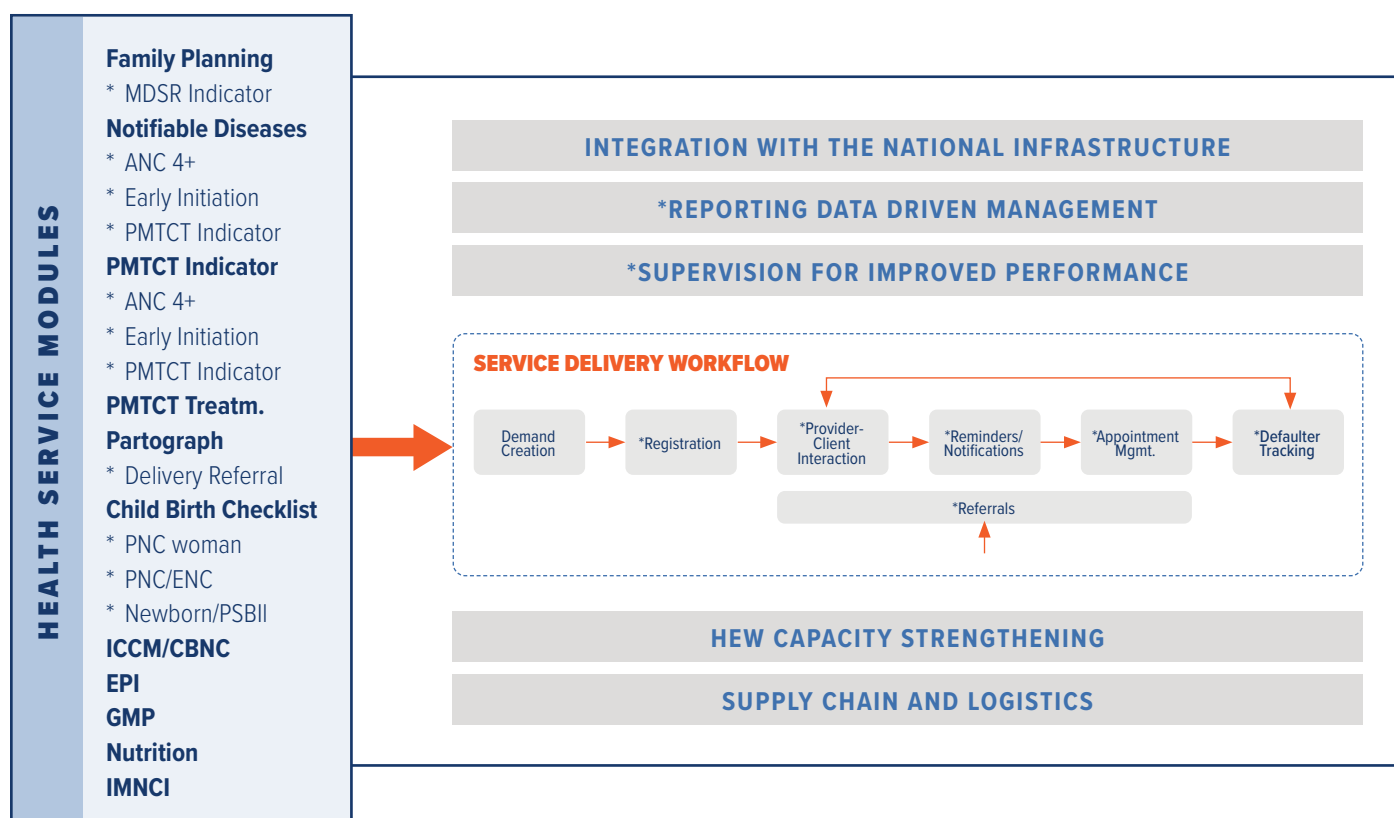 HEALTH SERVICE MODULES
Family Planning
* MDSR Indicator
Notifiable Diseases
* ANC 4+
* Early Initiation
* PMTCT Indicator
PMTCT Indicator
* ANC 4+
* Early Initiation
* PMTCT Indicator
PMTCT Treatm.
Partograph
* Delivery Referral
Child Birth Checklist
* PNC woman
* PNC/ENC
* Newborn/PSBII
ICCM/CBNC
EPI
GMP
Nutrition
IMNCI
INTEGRATION WITH THE NATIONAL INFRASTRUCTURE
*REPORTING DATA DRIVEN MANAGEMENT
*SUPERVISION FOR IMPROVED PERFORMANCE
SERVICE DELIVERY WORKFLOW
Demand
Creation
*Registration
*Provider-
Client
Interaction
*Reminders/
Notifications
*Appointment
Mgmt.
*Defaulter
Tracking
*Referrals
HEW CAPACITY STRENGTHENING
SUPPLY CHAIN AND LOGISTICS